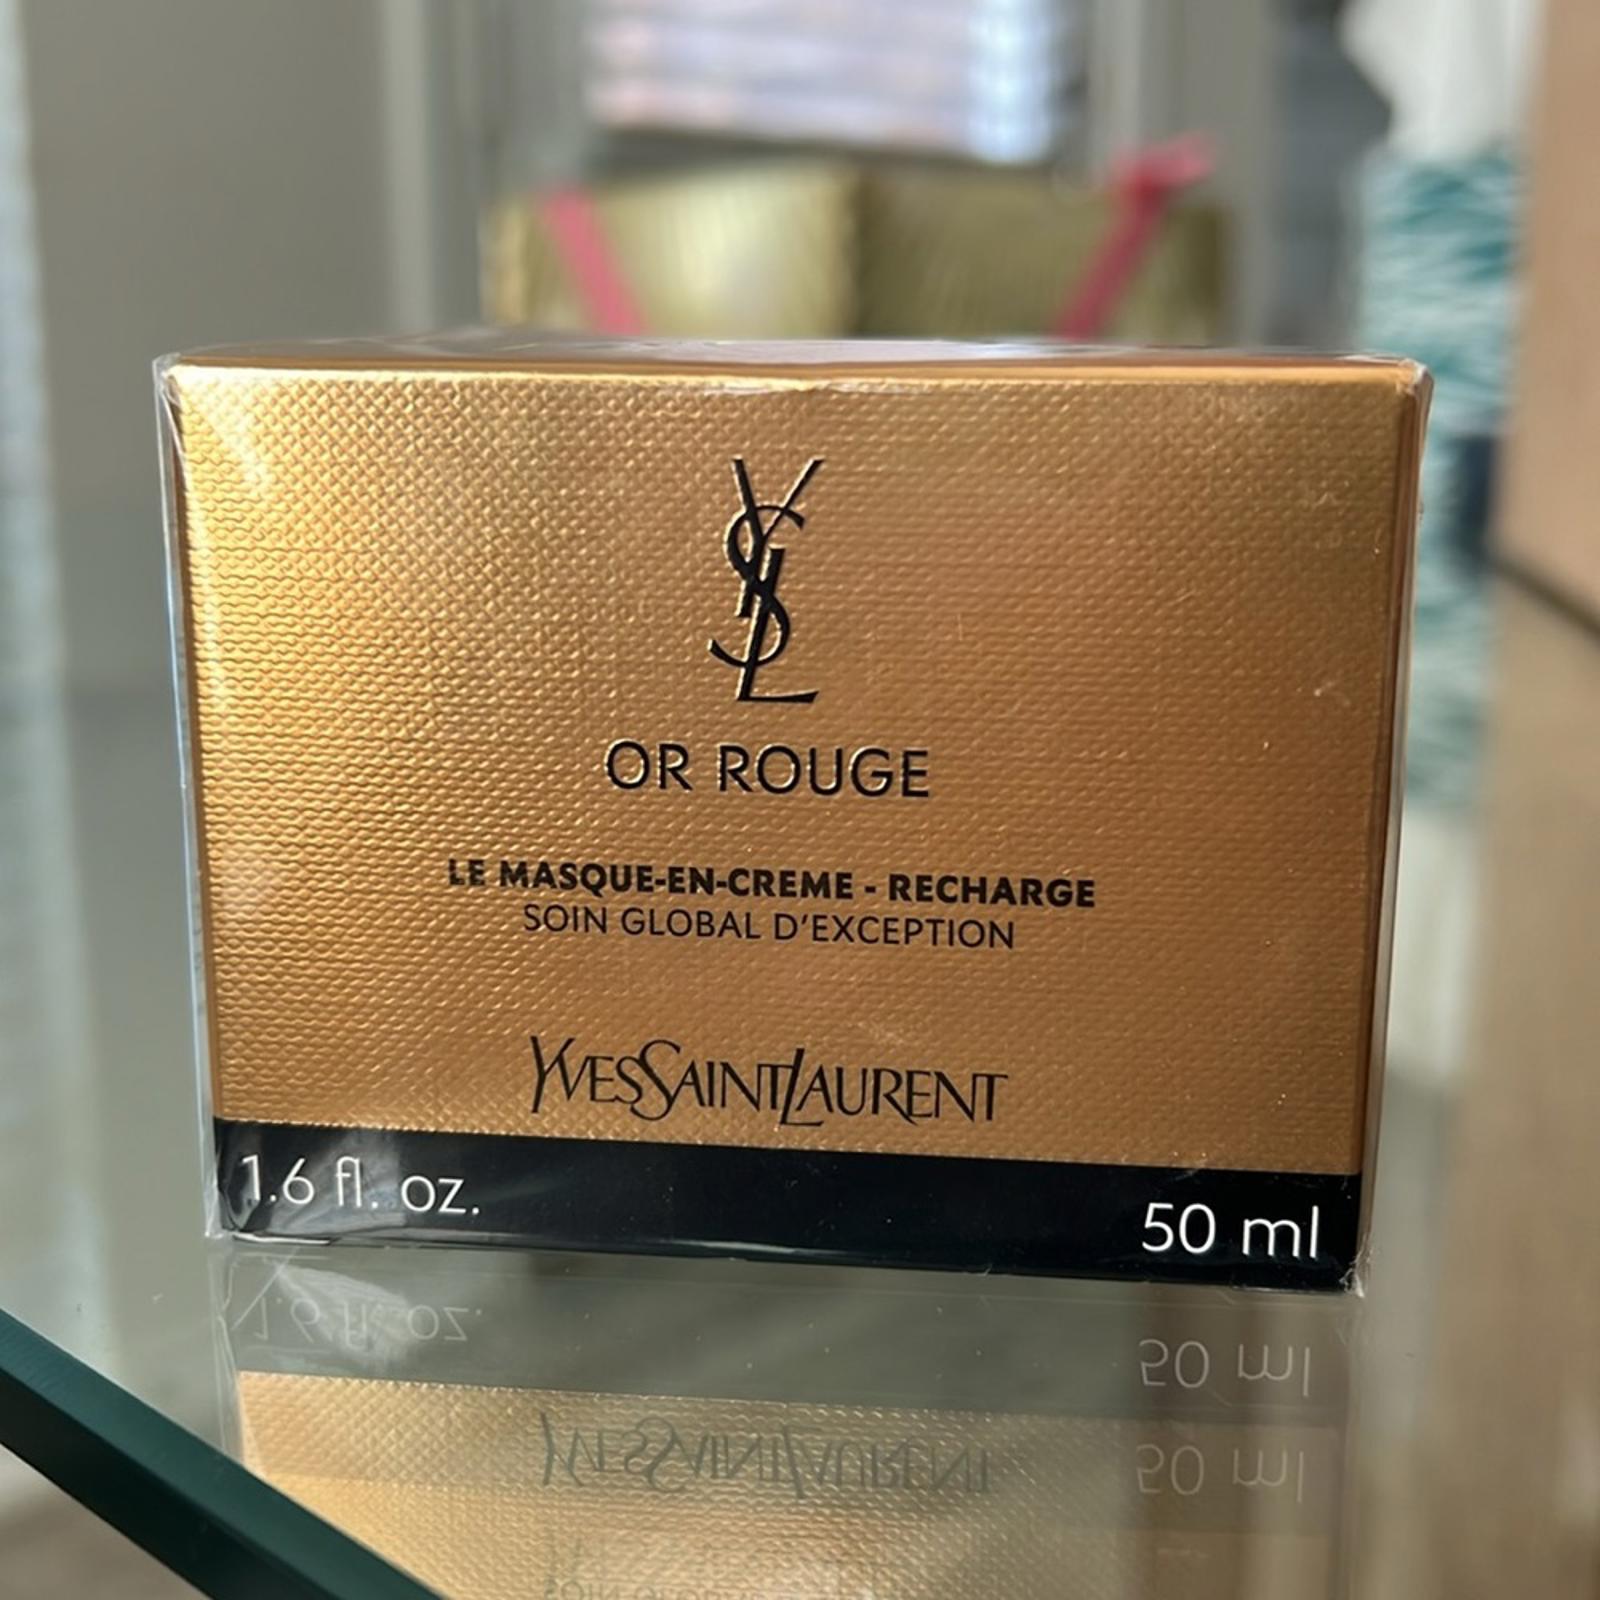 YSL
OR ROUGE
LE MASQUE-EN-CREME - RECHARGE
SOIN GLOBAL D'EXCEPTION
YVESSAINTLAURENT
1.6 fl. oz.
50 ml